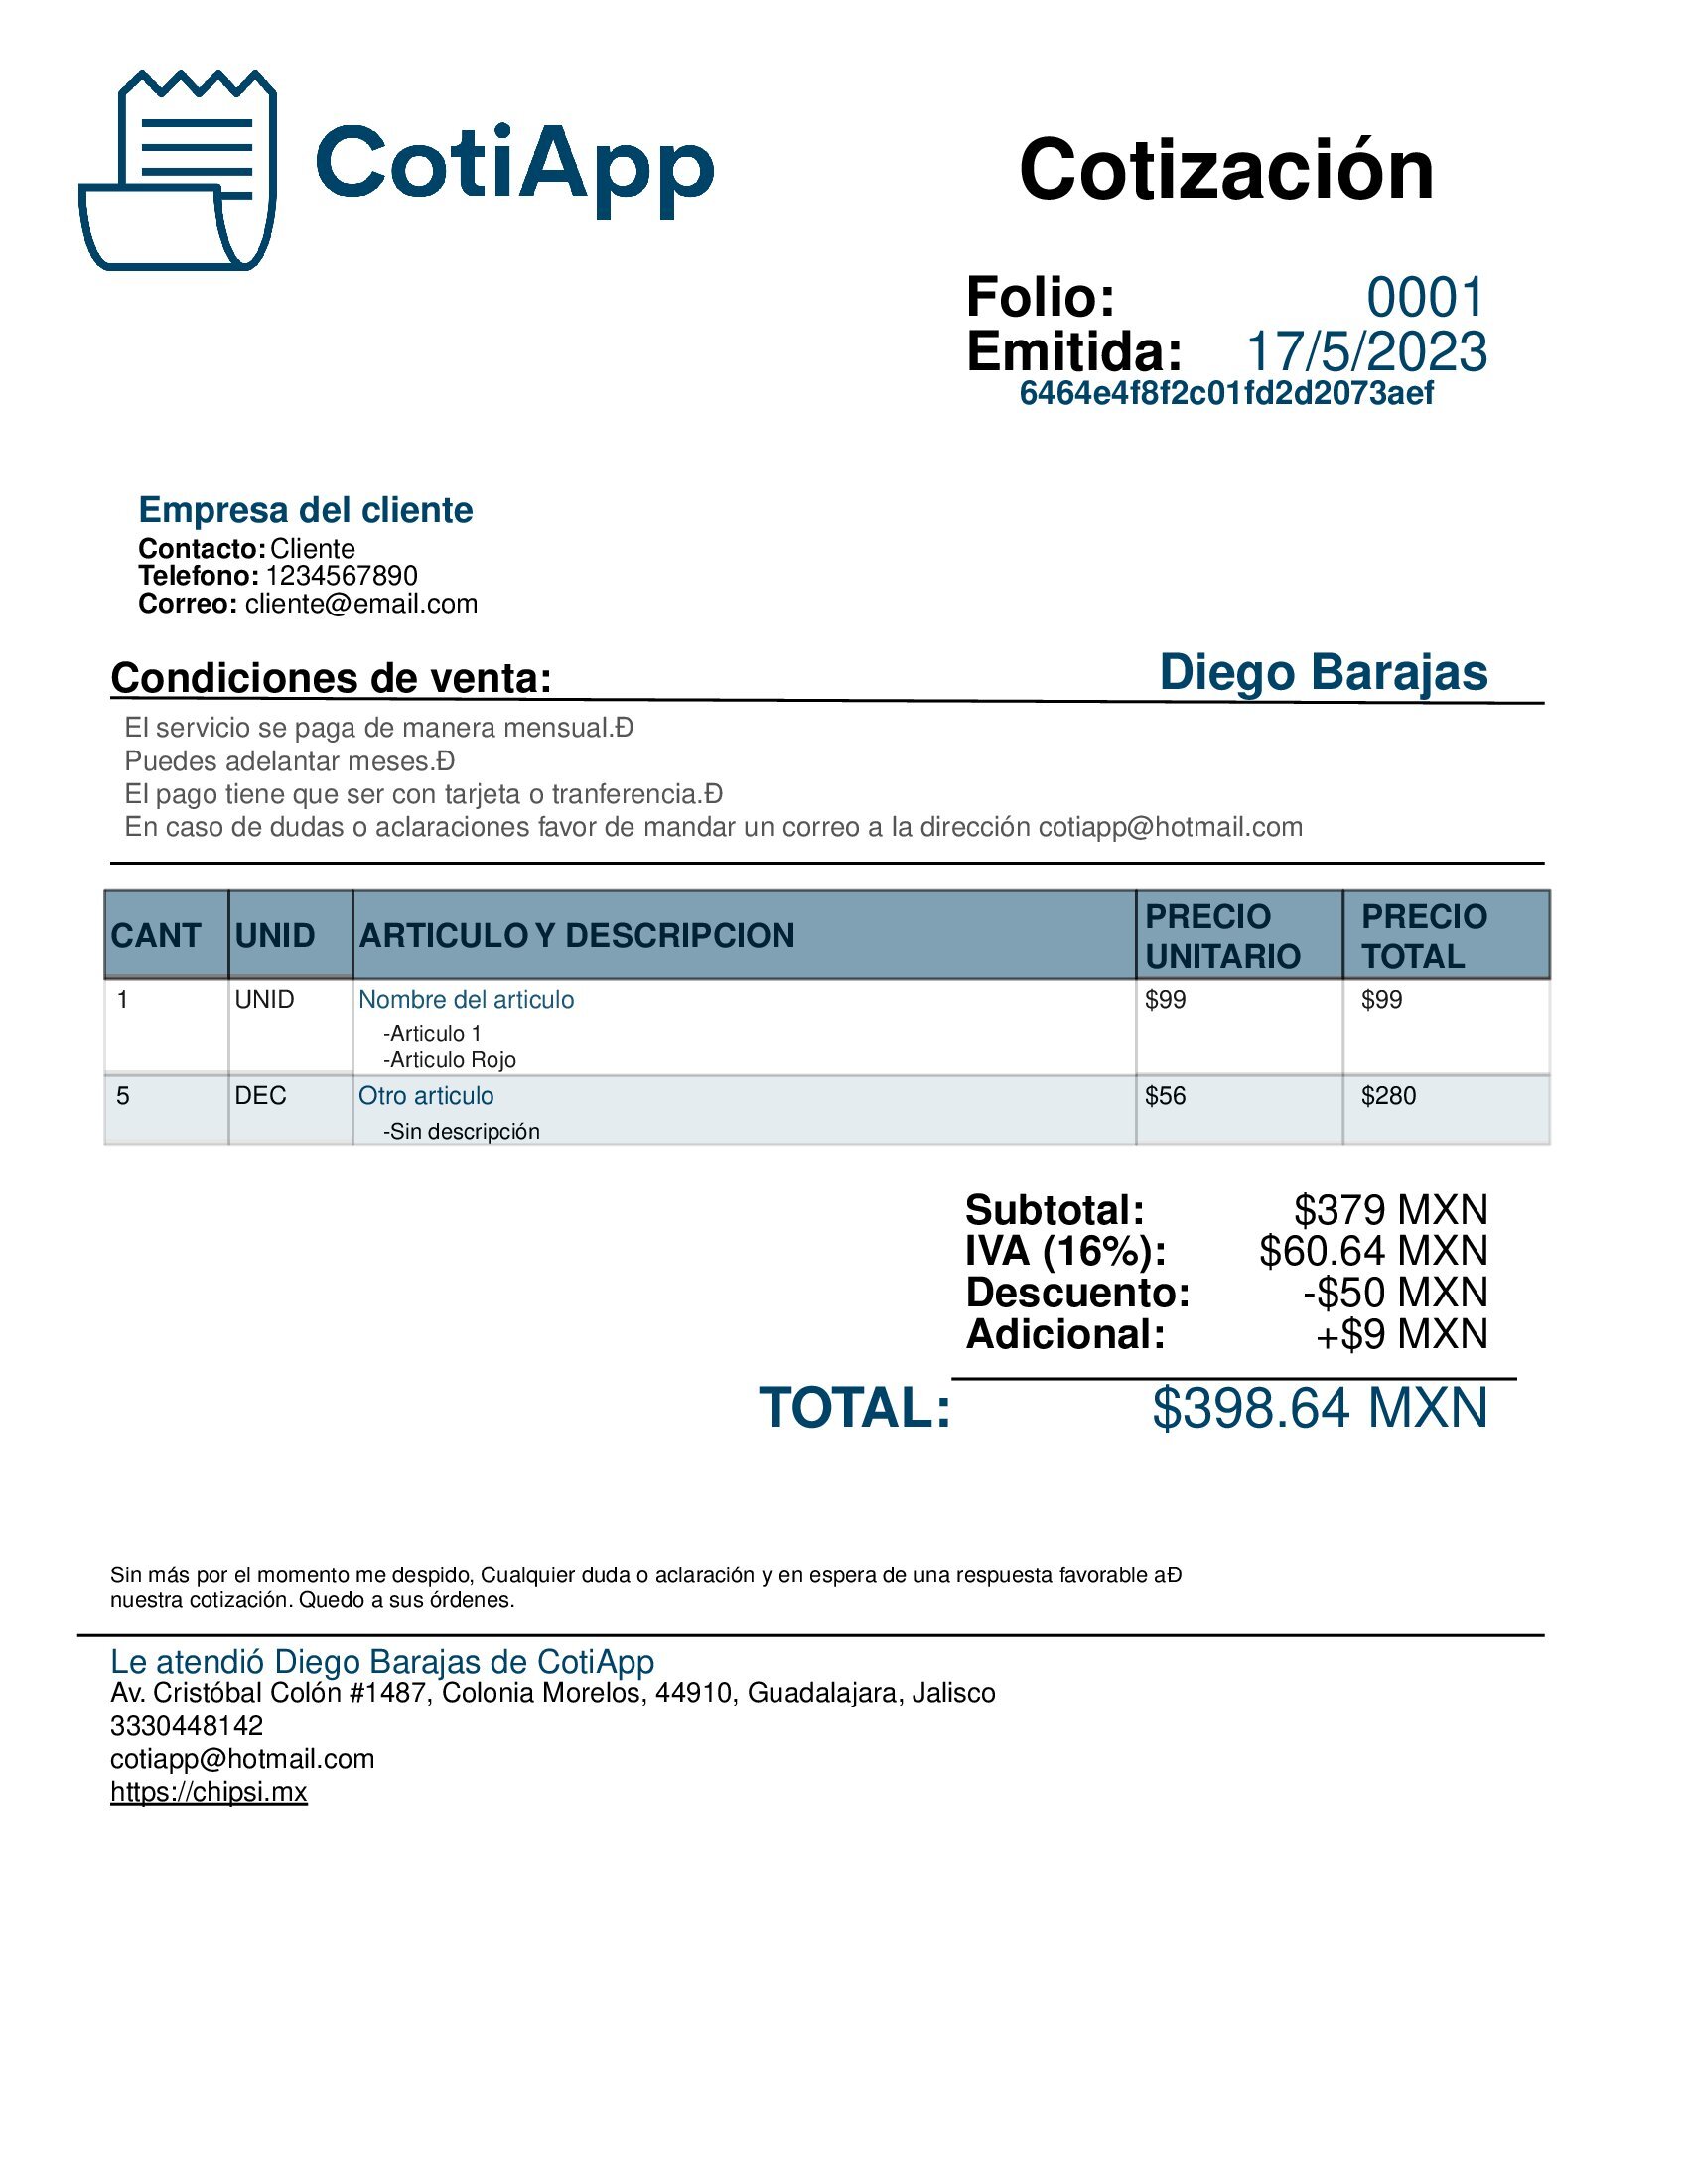 CotiApp
Cotización
Folio: 0001
Emitida: 17/5/2023
6464e4f8f2c01fd2d2073aef
Empresa del cliente
Contacto: Cliente
Telefono: 1234567890
Correo: cliente@email.com
Condiciones de venta: Diego Barajas
El servicio se paga de manera mensual.Đ
Puedes adelantar meses.Đ
El pago tiene que ser con tarjeta o tranferencia.Đ
En caso de dudas o aclaraciones favor de mandar un correo a la dirección cotiapp@hotmail.com
CANT UNID ARTICULO Y DESCRIPCION PRECIO UNITARIO PRECIO TOTAL
1 UNID Nombre del articulo $99 $99
-Articulo 1
-Articulo Rojo
5 DEC Otro articulo $56 $280
-Sin descripción
Subtotal: $379 MXN
IVA (16%): $60.64 MXN
Descuento: -$50 MXN
Adicional: +$9 MXN
TOTAL: $398.64 MXN
Sin más por el momento me despido, Cualquier duda o aclaración y en espera de una respuesta favorable aĐ
nuestra cotización. Quedo a sus órdenes.
Le atendió Diego Barajas de CotiApp
Av. Cristóbal Colón #1487, Colonia Morelos, 44910, Guadalajara, Jalisco
3330448142
cotiapp@hotmail.com
https://chipsi.mx